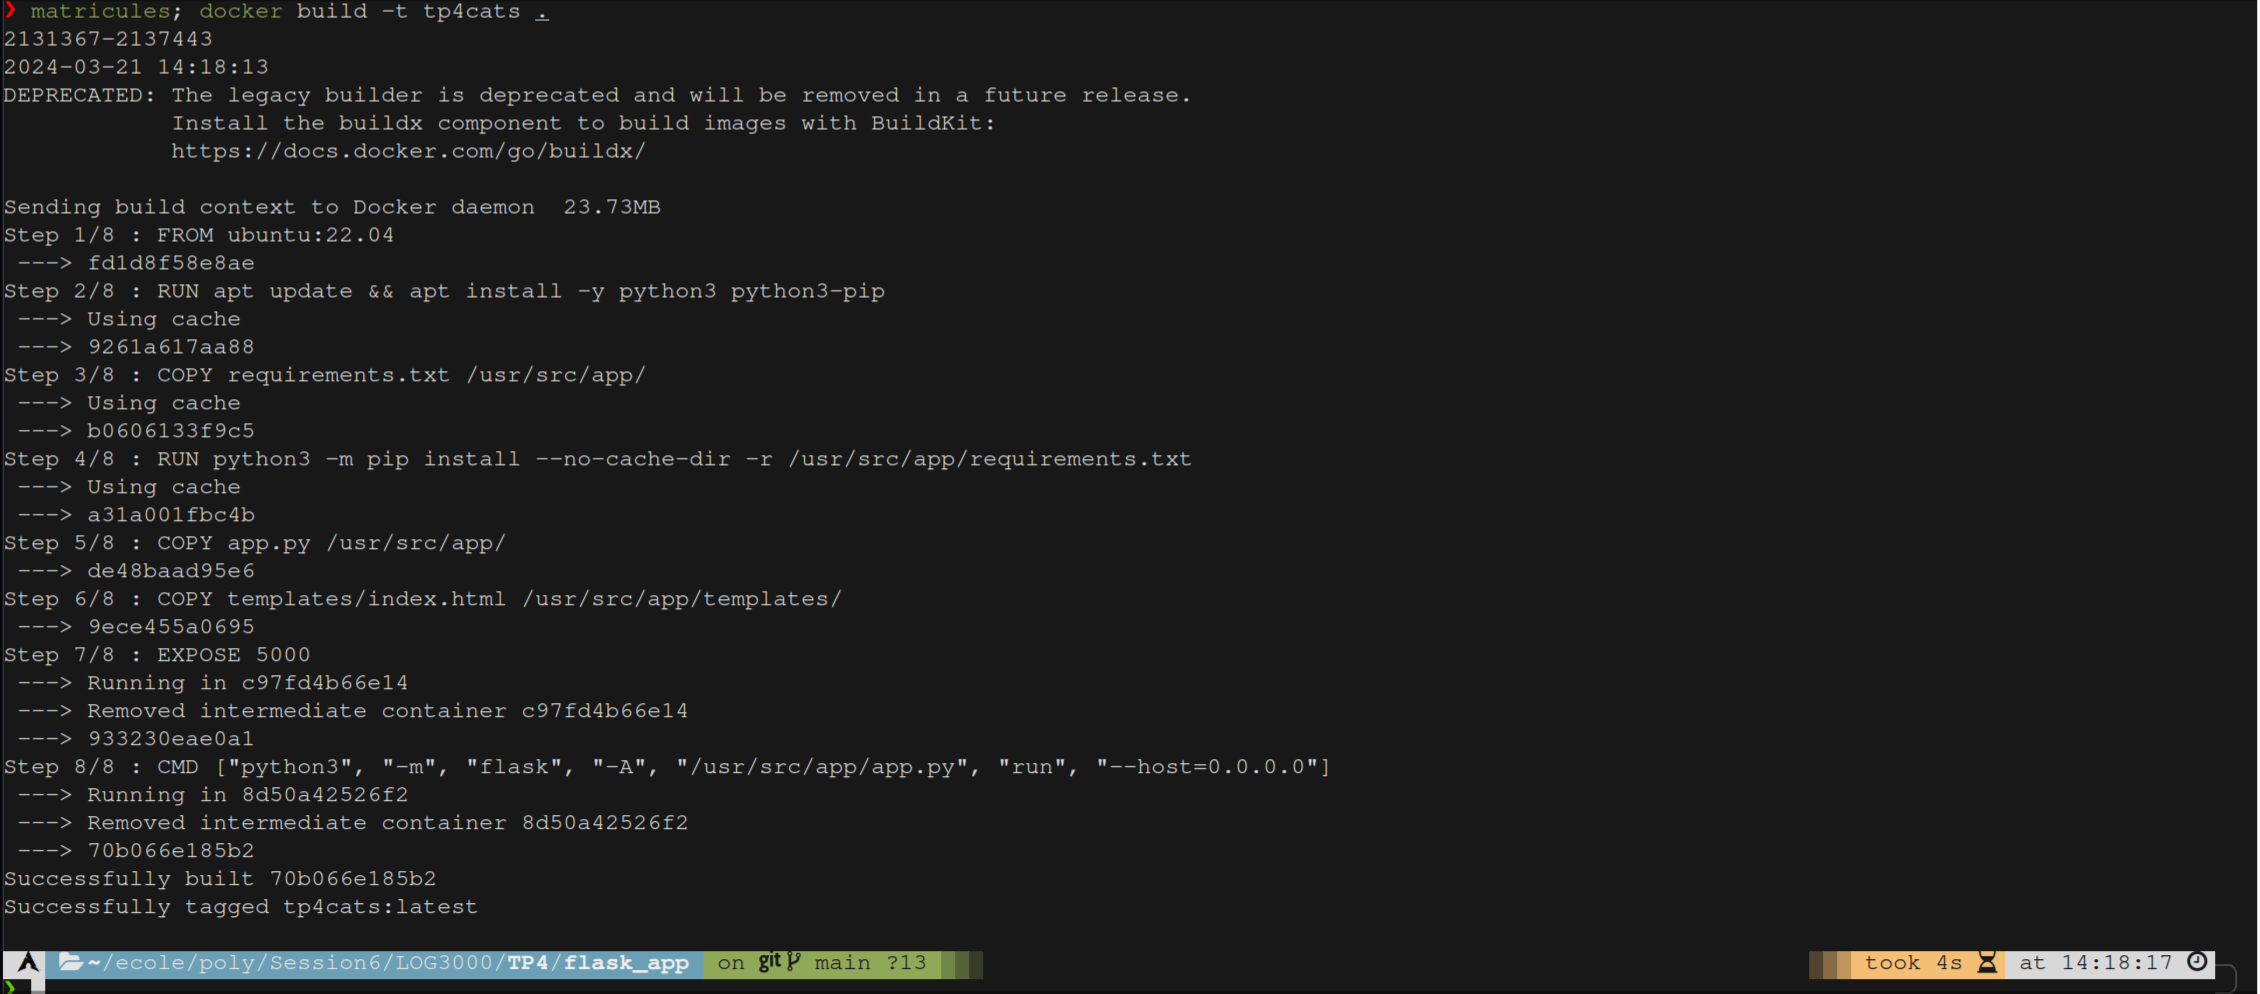 ❯ matricules; docker build -t tp4cats .
2131367-2137443
2024-03-21 14:18:13
DEPRECATED: The legacy builder is deprecated and will be removed in a future release.
            Install the buildx component to build images with BuildKit:
            https://docs.docker.com/go/buildx/

Sending build context to Docker daemon  23.73MB
Step 1/8 : FROM ubuntu:22.04
 ---> fd1d8f58e8ae
Step 2/8 : RUN apt update && apt install -y python3 python3-pip
 ---> Using cache
 ---> 9261a617aa88
Step 3/8 : COPY requirements.txt /usr/src/app/
 ---> Using cache
 ---> b0606133f9c5
Step 4/8 : RUN python3 -m pip install --no-cache-dir -r /usr/src/app/requirements.txt
 ---> Using cache
 ---> a31a001fbc4b
Step 5/8 : COPY app.py /usr/src/app/
 ---> de48baad95e6
Step 6/8 : COPY templates/index.html /usr/src/app/templates/
 ---> 9ece455a0695
Step 7/8 : EXPOSE 5000
 ---> Running in c97fd4b66e14
 ---> Removed intermediate container c97fd4b66e14
 ---> 933230eae0a1
Step 8/8 : CMD ["python3", "-m", "flask", "-A", "/usr/src/app/app.py", "run", "--host=0.0.0.0"]
 ---> Running in 8d50a42526f2
 ---> Removed intermediate container 8d50a42526f2
 ---> 70b066e185b2
Successfully built 70b066e185b2
Successfully tagged tp4cats:latest

~/ecole/poly/Session6/LOG3000/TP4/flask_app on git main ?13 took 4s at 14:18:17
❯